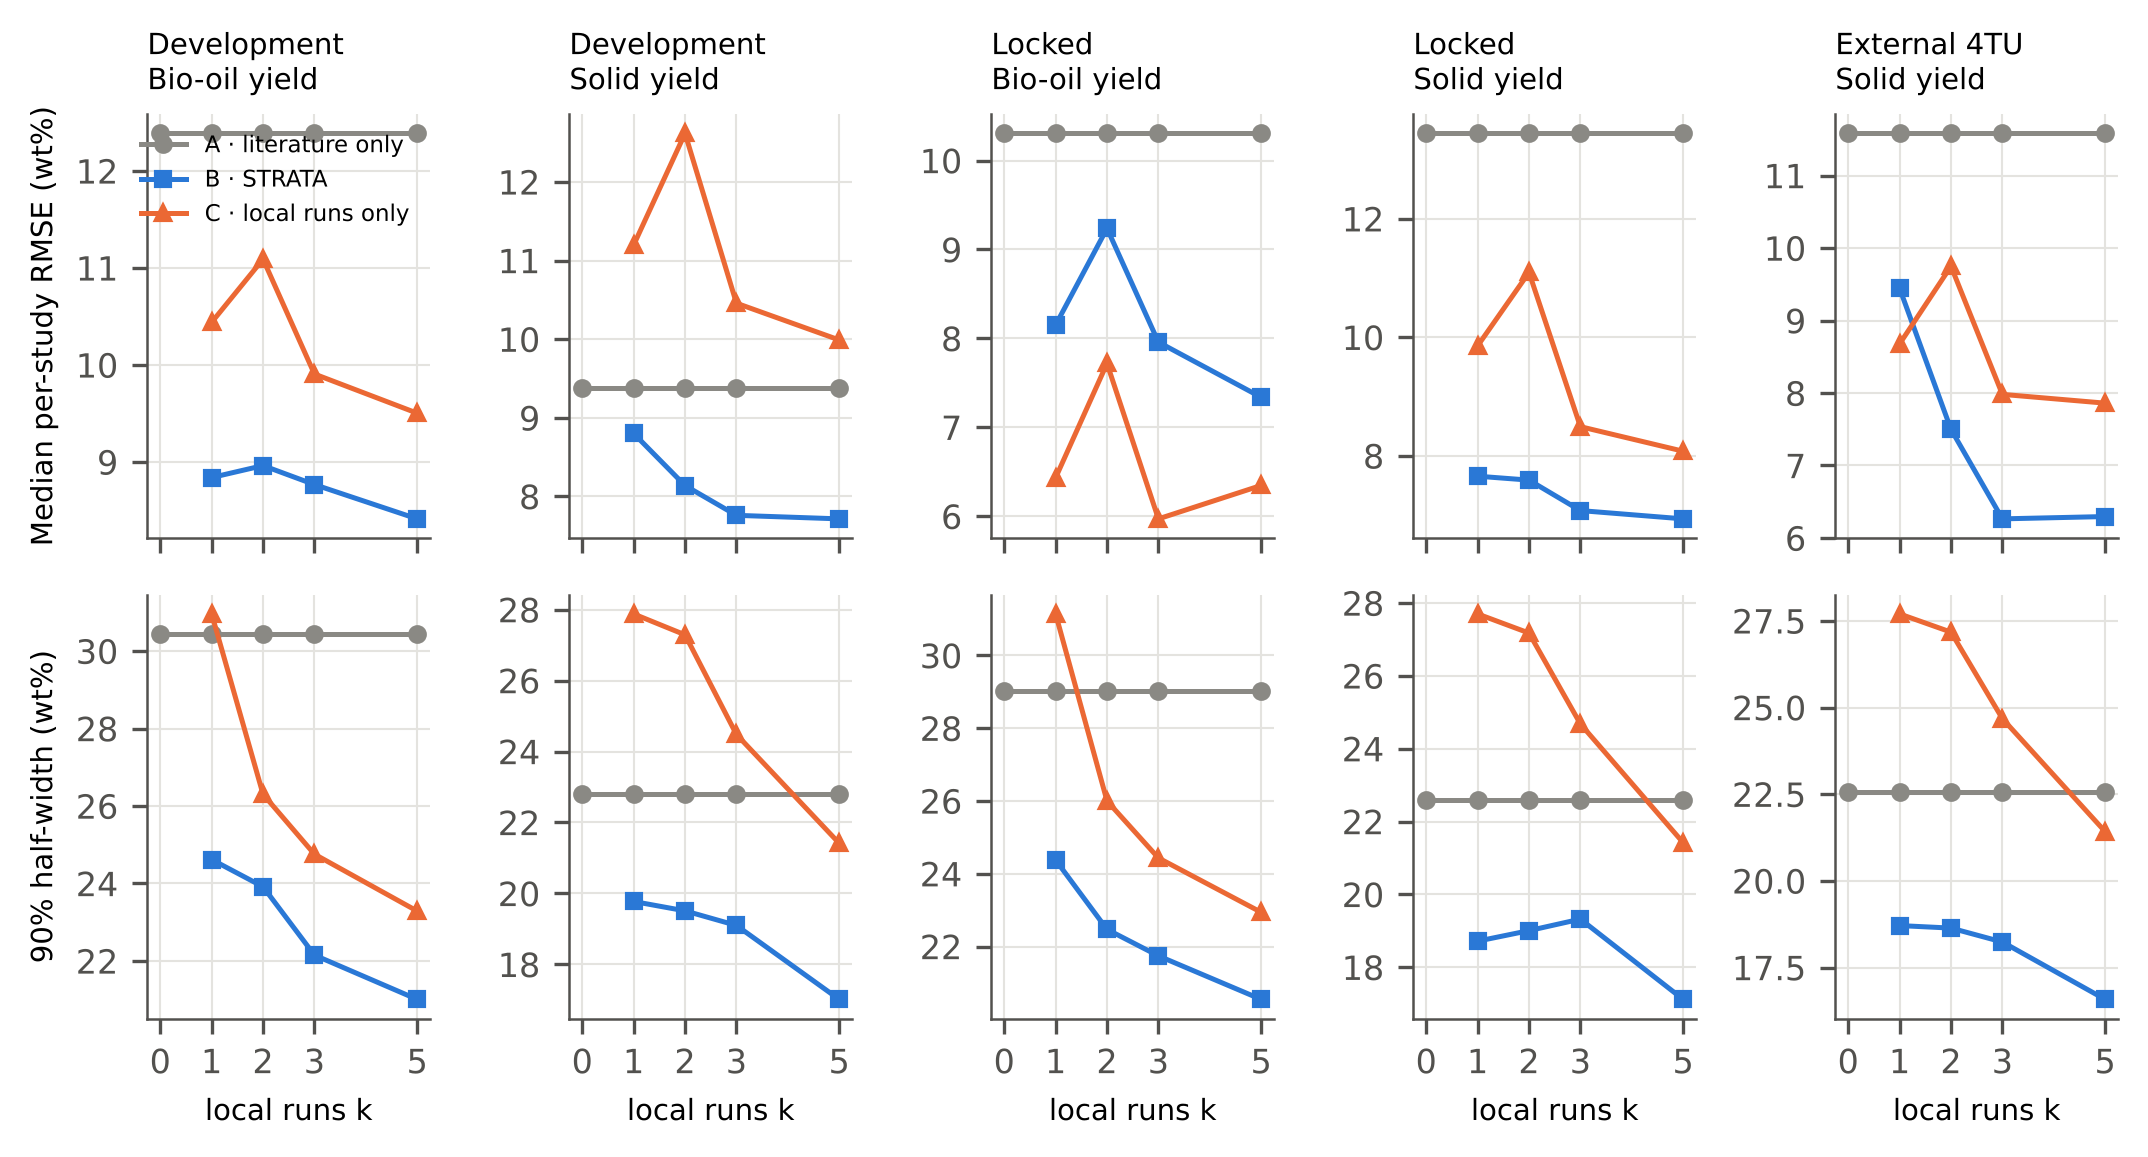 Development
Bio-oil yield
Development
Solid yield
Locked
Bio-oil yield
Locked
Solid yield
External 4TU
Solid yield
Median per-study RMSE (wt%)
12
11
10
9
A · literature only
B · STRATA
C · local runs only
12
11
10
9
8
10
9
8
7
6
12
10
8
11
10
9
8
7
6
90% half-width (wt%)
30
28
26
24
22
28
26
24
22
20
18
30
28
26
24
22
28
26
24
22
20
18
27.5
25.0
22.5
20.0
17.5
0 1 2 3 5
0 1 2 3 5
0 1 2 3 5
0 1 2 3 5
0 1 2 3 5
local runs k
local runs k
local runs k
local runs k
local runs k